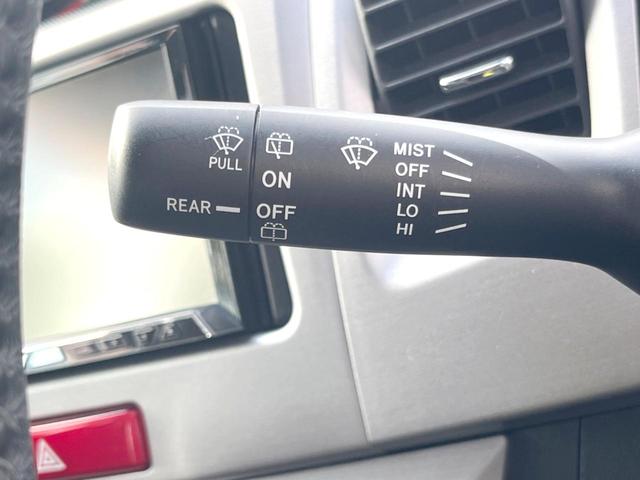 PULL
REAR
ON
OFF
MIST
OFF
INT
LO
HI